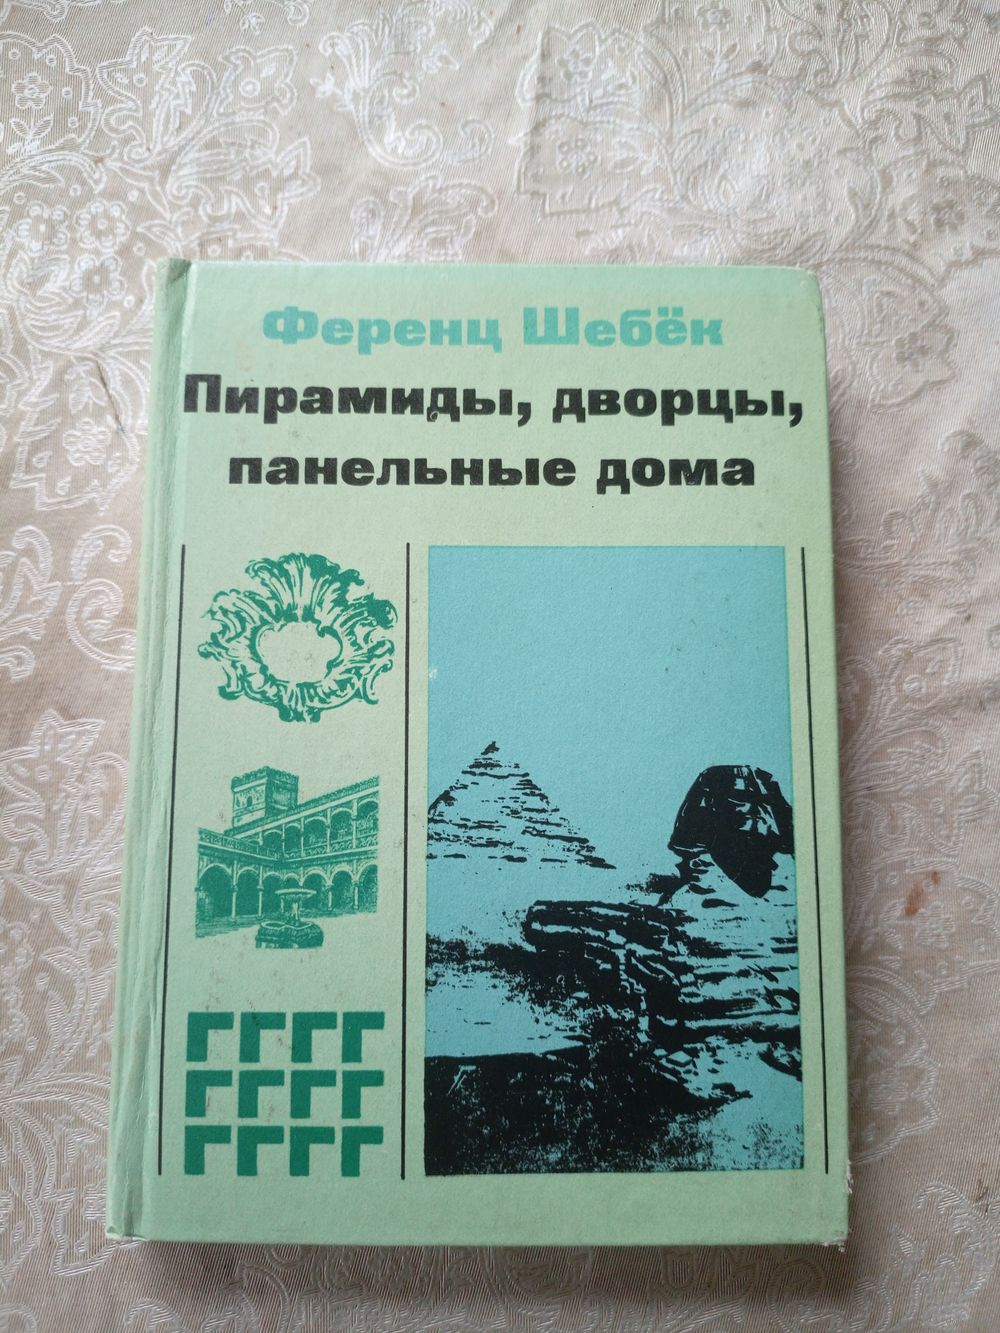 Ференц Шебёк
Пирамиды, дворцы,
панельные дома